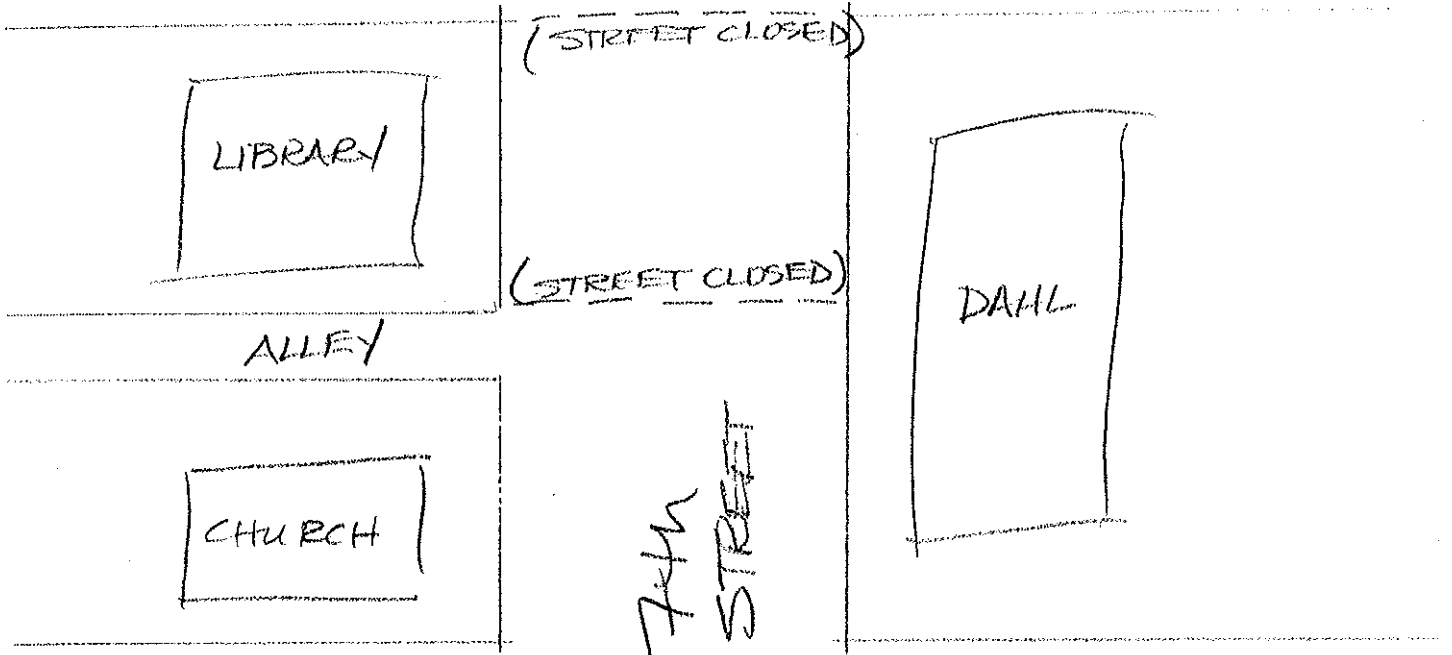 (STREET CLOSED)
LIBRARY
(STREET CLOSED)
DAHL
ALLEY
CHURCH
7th
STREET